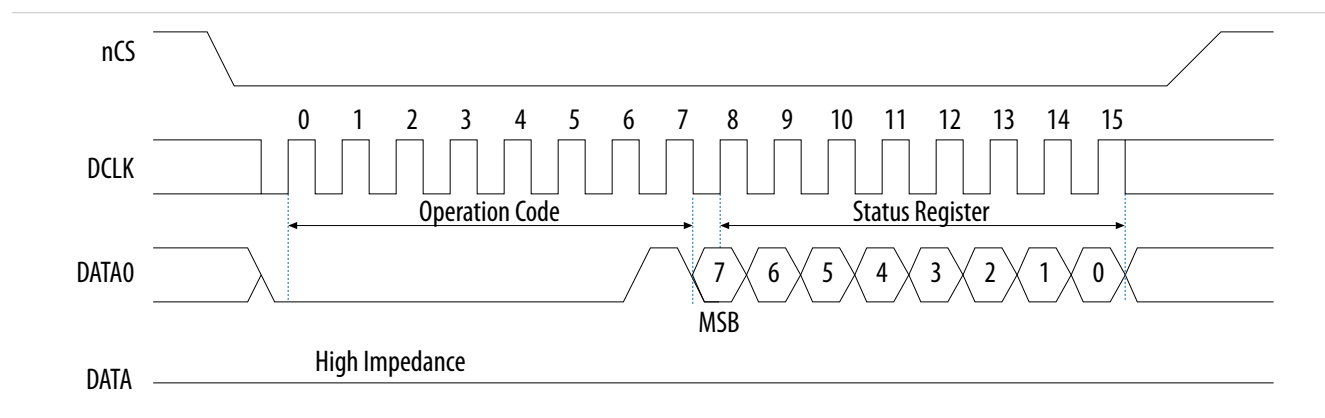 nCS
0 1 2 3 4 5 6 7 8 9 10 11 12 13 14 15
DCLK
Operation Code Status Register
DATA0 7 6 5 4 3 2 1 0
MSB
High Impedance
DATA